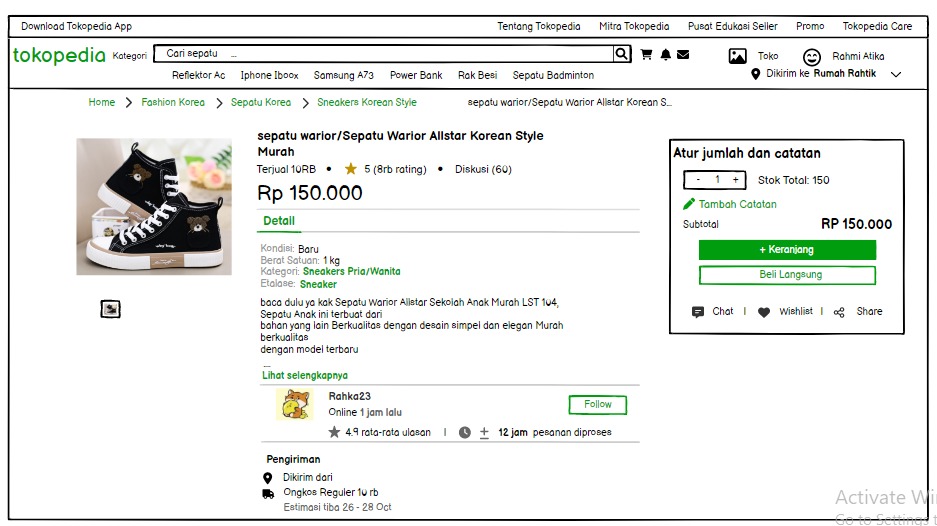 Download Tokopedia App Tentang Tokopedia Mitra Tokopedia Pusat Edukasi Seller Promo Tokopedia Care
tokopedia Kategori Cari sepatu ... Toko Rahmi Atika
Reflektor Ac Iphone Iboox Samsung A73 Power Bank Rak Besi Sepatu Badminton Dikirim ke Rumah Rahtik
Home > Fashion Korea > Sepatu Korea > Sneakers Korean Style sepatu warior/Sepatu Warior Allstar Korean S...
sepatu warior/Sepatu Warior Allstar Korean Style
Murah
Terjual 10RB • 5 (8rb rating) • Diskusi (60)
Rp 150.000
Detail
Kondisi: Baru
Berat Satuan: 1 kg
Kategori: Sneakers Pria/Wanita
Etalase: Sneaker
baca dulu ya kak Sepatu Warior Allstar Sekolah Anak Murah LST 104,
Sepatu Anak ini terbuat dari
bahan yang lain Berkualitas dengan desain simpel dan elegan Murah
berkualitas
dengan model terbaru
...
Lihat selengkapnya
Rahka23
Online 1 jam lalu
Follow
4.9 rata-rata ulasan | ± 12 jam pesanan diproses
Pengiriman
Dikirim dari
Ongkos Reguler 10 rb
Estimasi tiba 26 - 28 Oct
Atur jumlah dan catatan
- 1 + Stok Total: 150
Tambah Catatan
Subtotal RP 150.000
+ Keranjang
Beli Langsung
Chat | Wishlist | Share
Activate Wi
Go to Settings t